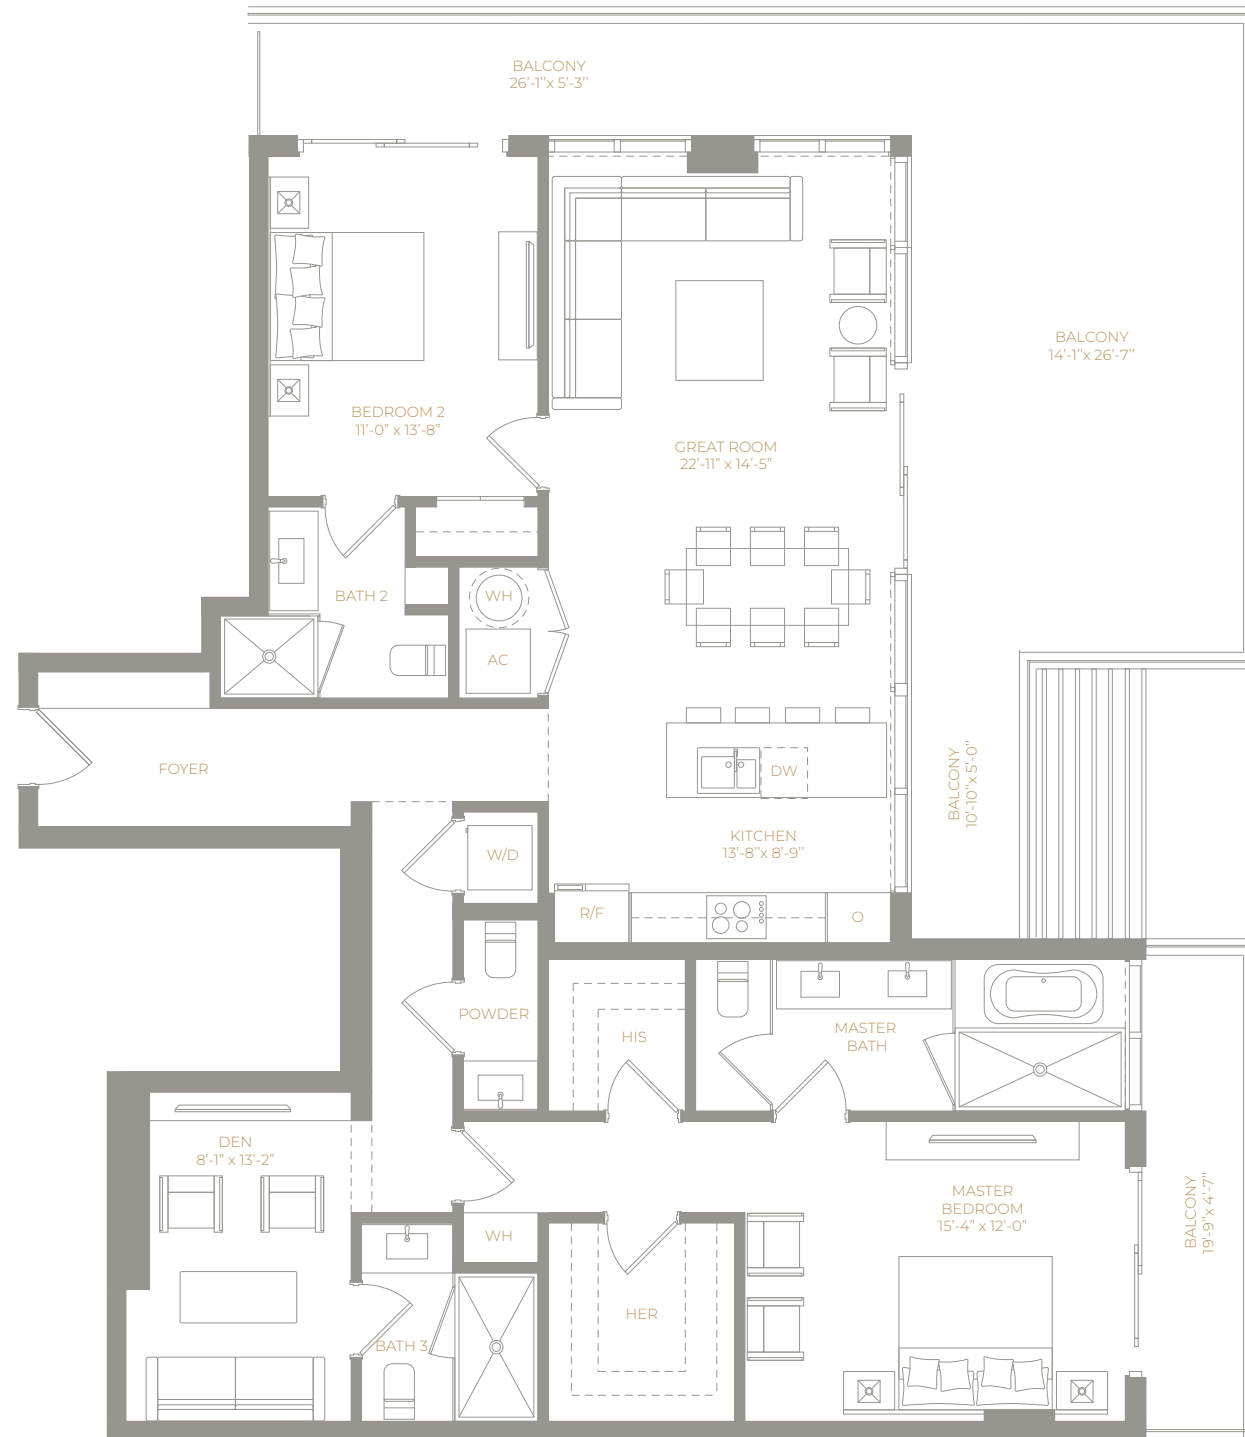 BALCONY
26'-1''x 5'-3''
BALCONY
14'-1''x 26'-7''
BEDROOM 2
11'-0" x 13'-8"
GREAT ROOM
22'-11" x 14'-5"
BATH 2
WH
AC
FOYER
DW
BALCONY
10'-10"x 5'-0"
KITCHEN
13'-8''x 8'-9''
W/D
R/F
O
POWDER
HIS
MASTER
BATH
DEN
8'-1" x 13'-2"
MASTER
BEDROOM
15'-4" x 12'-0"
BALCONY
19'-9"x 4'-7"
WH
HER
BATH 3